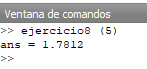 Ventana de comandos
>> ejercicio8 (5)
ans = 1.7812
>>